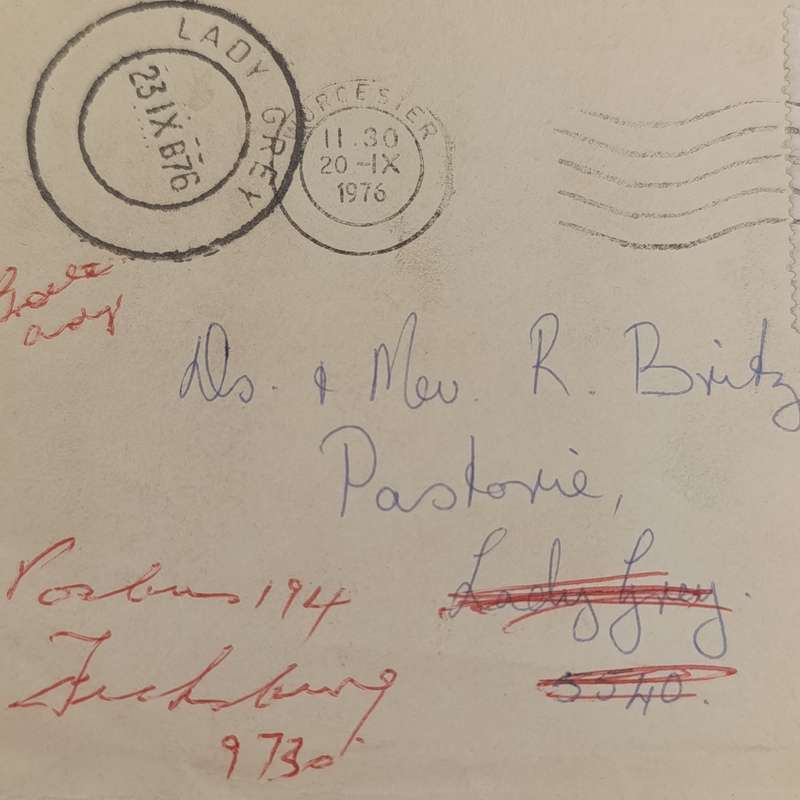 LADY GREY
23 IX B76
WORCESTER
11.30
20 -IX
1976
Ds. & Mev. R. Britz
Pastorie,
Lady Grey.
5540.
Posbus 194
Ficksburg
9730